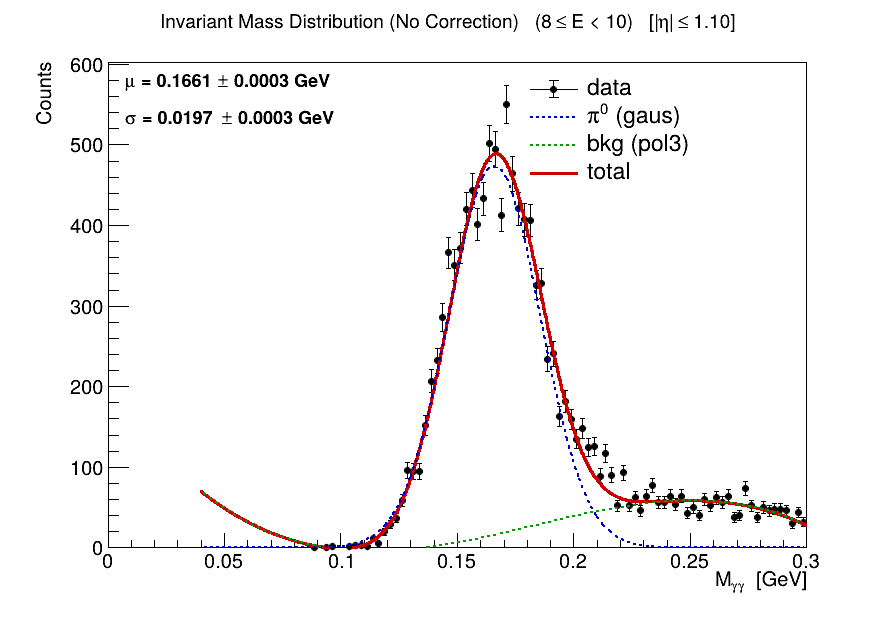 Invariant Mass Distribution (No Correction) (8 ≤ E < 10) [|η| ≤ 1.10]
Counts
μ = 0.1661 ± 0.0003 GeV
σ = 0.0197 ± 0.0003 GeV
data
π⁰ (gaus)
bkg (pol3)
total
600
500
400
300
200
100
0
0 0.05 0.1 0.15 0.2 0.25 0.3
Mγγ [GeV]